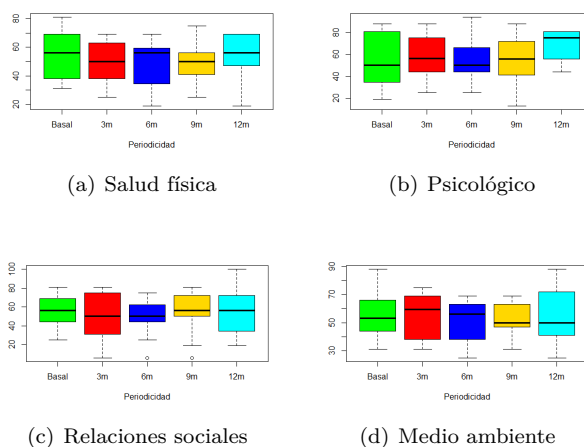 80
60
40
20
Basal 3m 6m 9m 12m
Periodicidad
(a) Salud física
80
60
40
20
Basal 3m 6m 9m 12m
Periodicidad
(b) Psicológico
100
80
60
40
20
Basal 3m 6m 9m 12m
Periodicidad
(c) Relaciones sociales
90
70
50
30
Basal 3m 6m 9m 12m
Periodicidad
(d) Medio ambiente